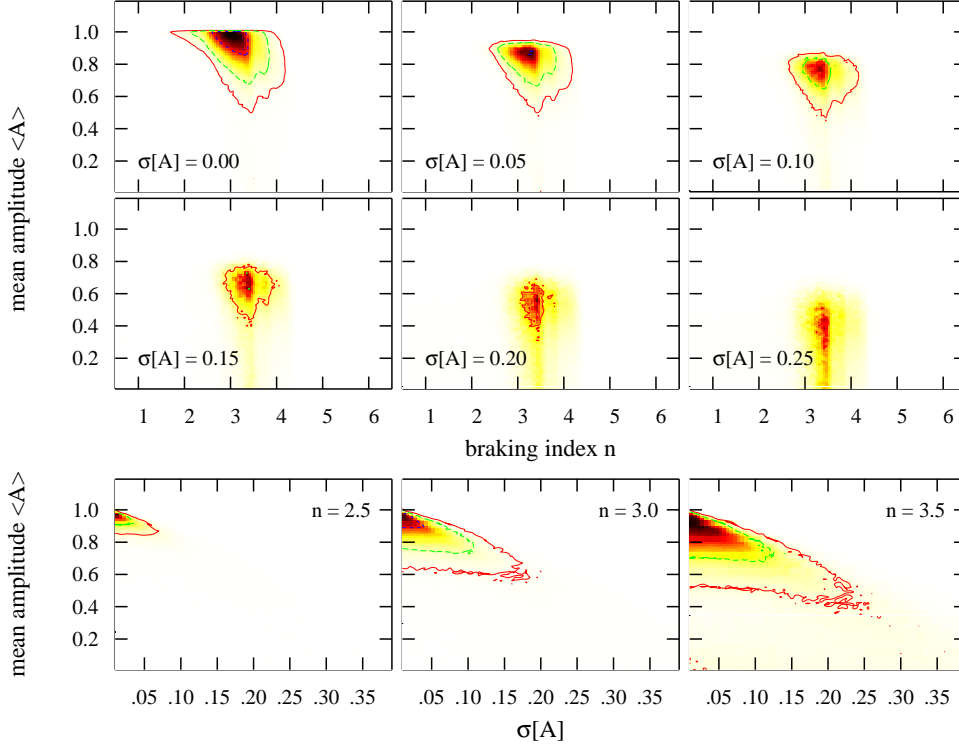 mean amplitude <A>
1.0
0.8
0.6
0.4
0.2
σ[A] = 0.00
σ[A] = 0.05
σ[A] = 0.10
1.0
0.8
0.6
0.4
0.2
σ[A] = 0.15
σ[A] = 0.20
σ[A] = 0.25
1 2 3 4 5 6 1 2 3 4 5 6 1 2 3 4 5 6
braking index n
mean amplitude <A>
1.0
0.8
0.6
0.4
0.2
n = 2.5
n = 3.0
n = 3.5
.05 .10 .15 .20 .25 .30 .35 .05 .10 .15 .20 .25 .30 .35 .05 .10 .15 .20 .25 .30 .35
σ[A]